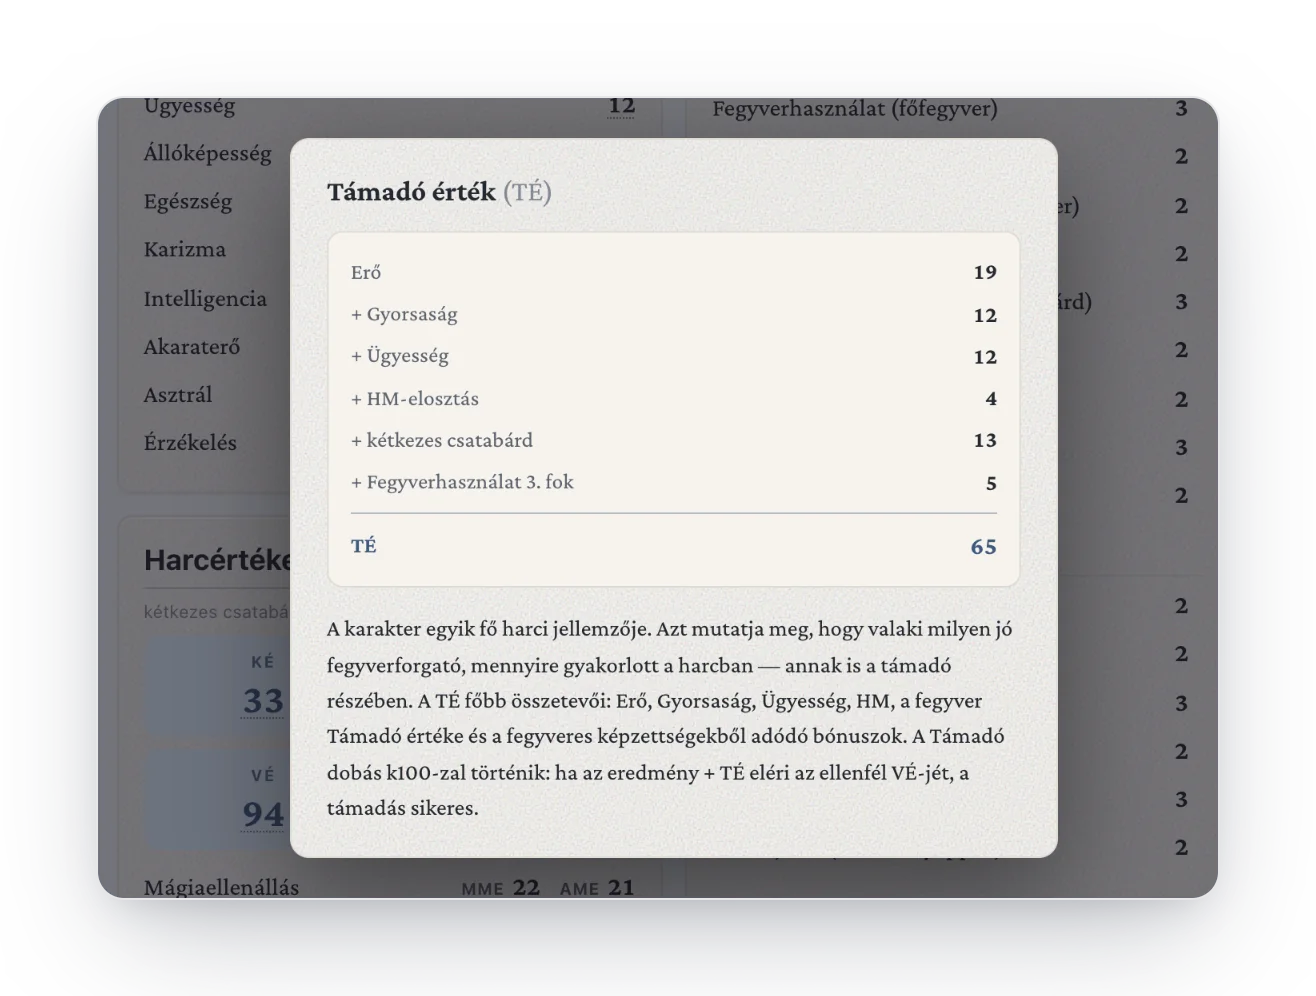 Ügyesség 12
Állóképesség
Egészség
Karizma
Intelligencia
Akaraterő
Asztrál
Érzékelés
Harcértéke
kétkezes csatabá
KÉ
33
VÉ
94
Mágiaellenállás MME 22 AME 21
Támadó érték (TÉ)
Erő 19
+ Gyorsaság 12
+ Ügyesség 12
+ HM-elosztás 4
+ kétkezes csatabárd 13
+ Fegyverhasználat 3. fok 5
TÉ 65
A karakter egyik fő harci jellemzője. Azt mutatja meg, hogy valaki milyen jó
fegyverforgató, mennyire gyakorlott a harcban — annak is a támadó
részében. A TÉ főbb összetevői: Erő, Gyorsaság, Ügyesség, HM, a fegyver
Támadó értéke és a fegyveres képzettségekből adódó bónuszok. A Támadó
dobás k100-zal történik: ha az eredmény + TÉ eléri az ellenfél VÉ-jét, a
támadás sikeres.
Fegyverhasználat (főfegyver) 3
2
er) 2
2
árd) 3
2
2
3
2
2
2
3
2
3
2